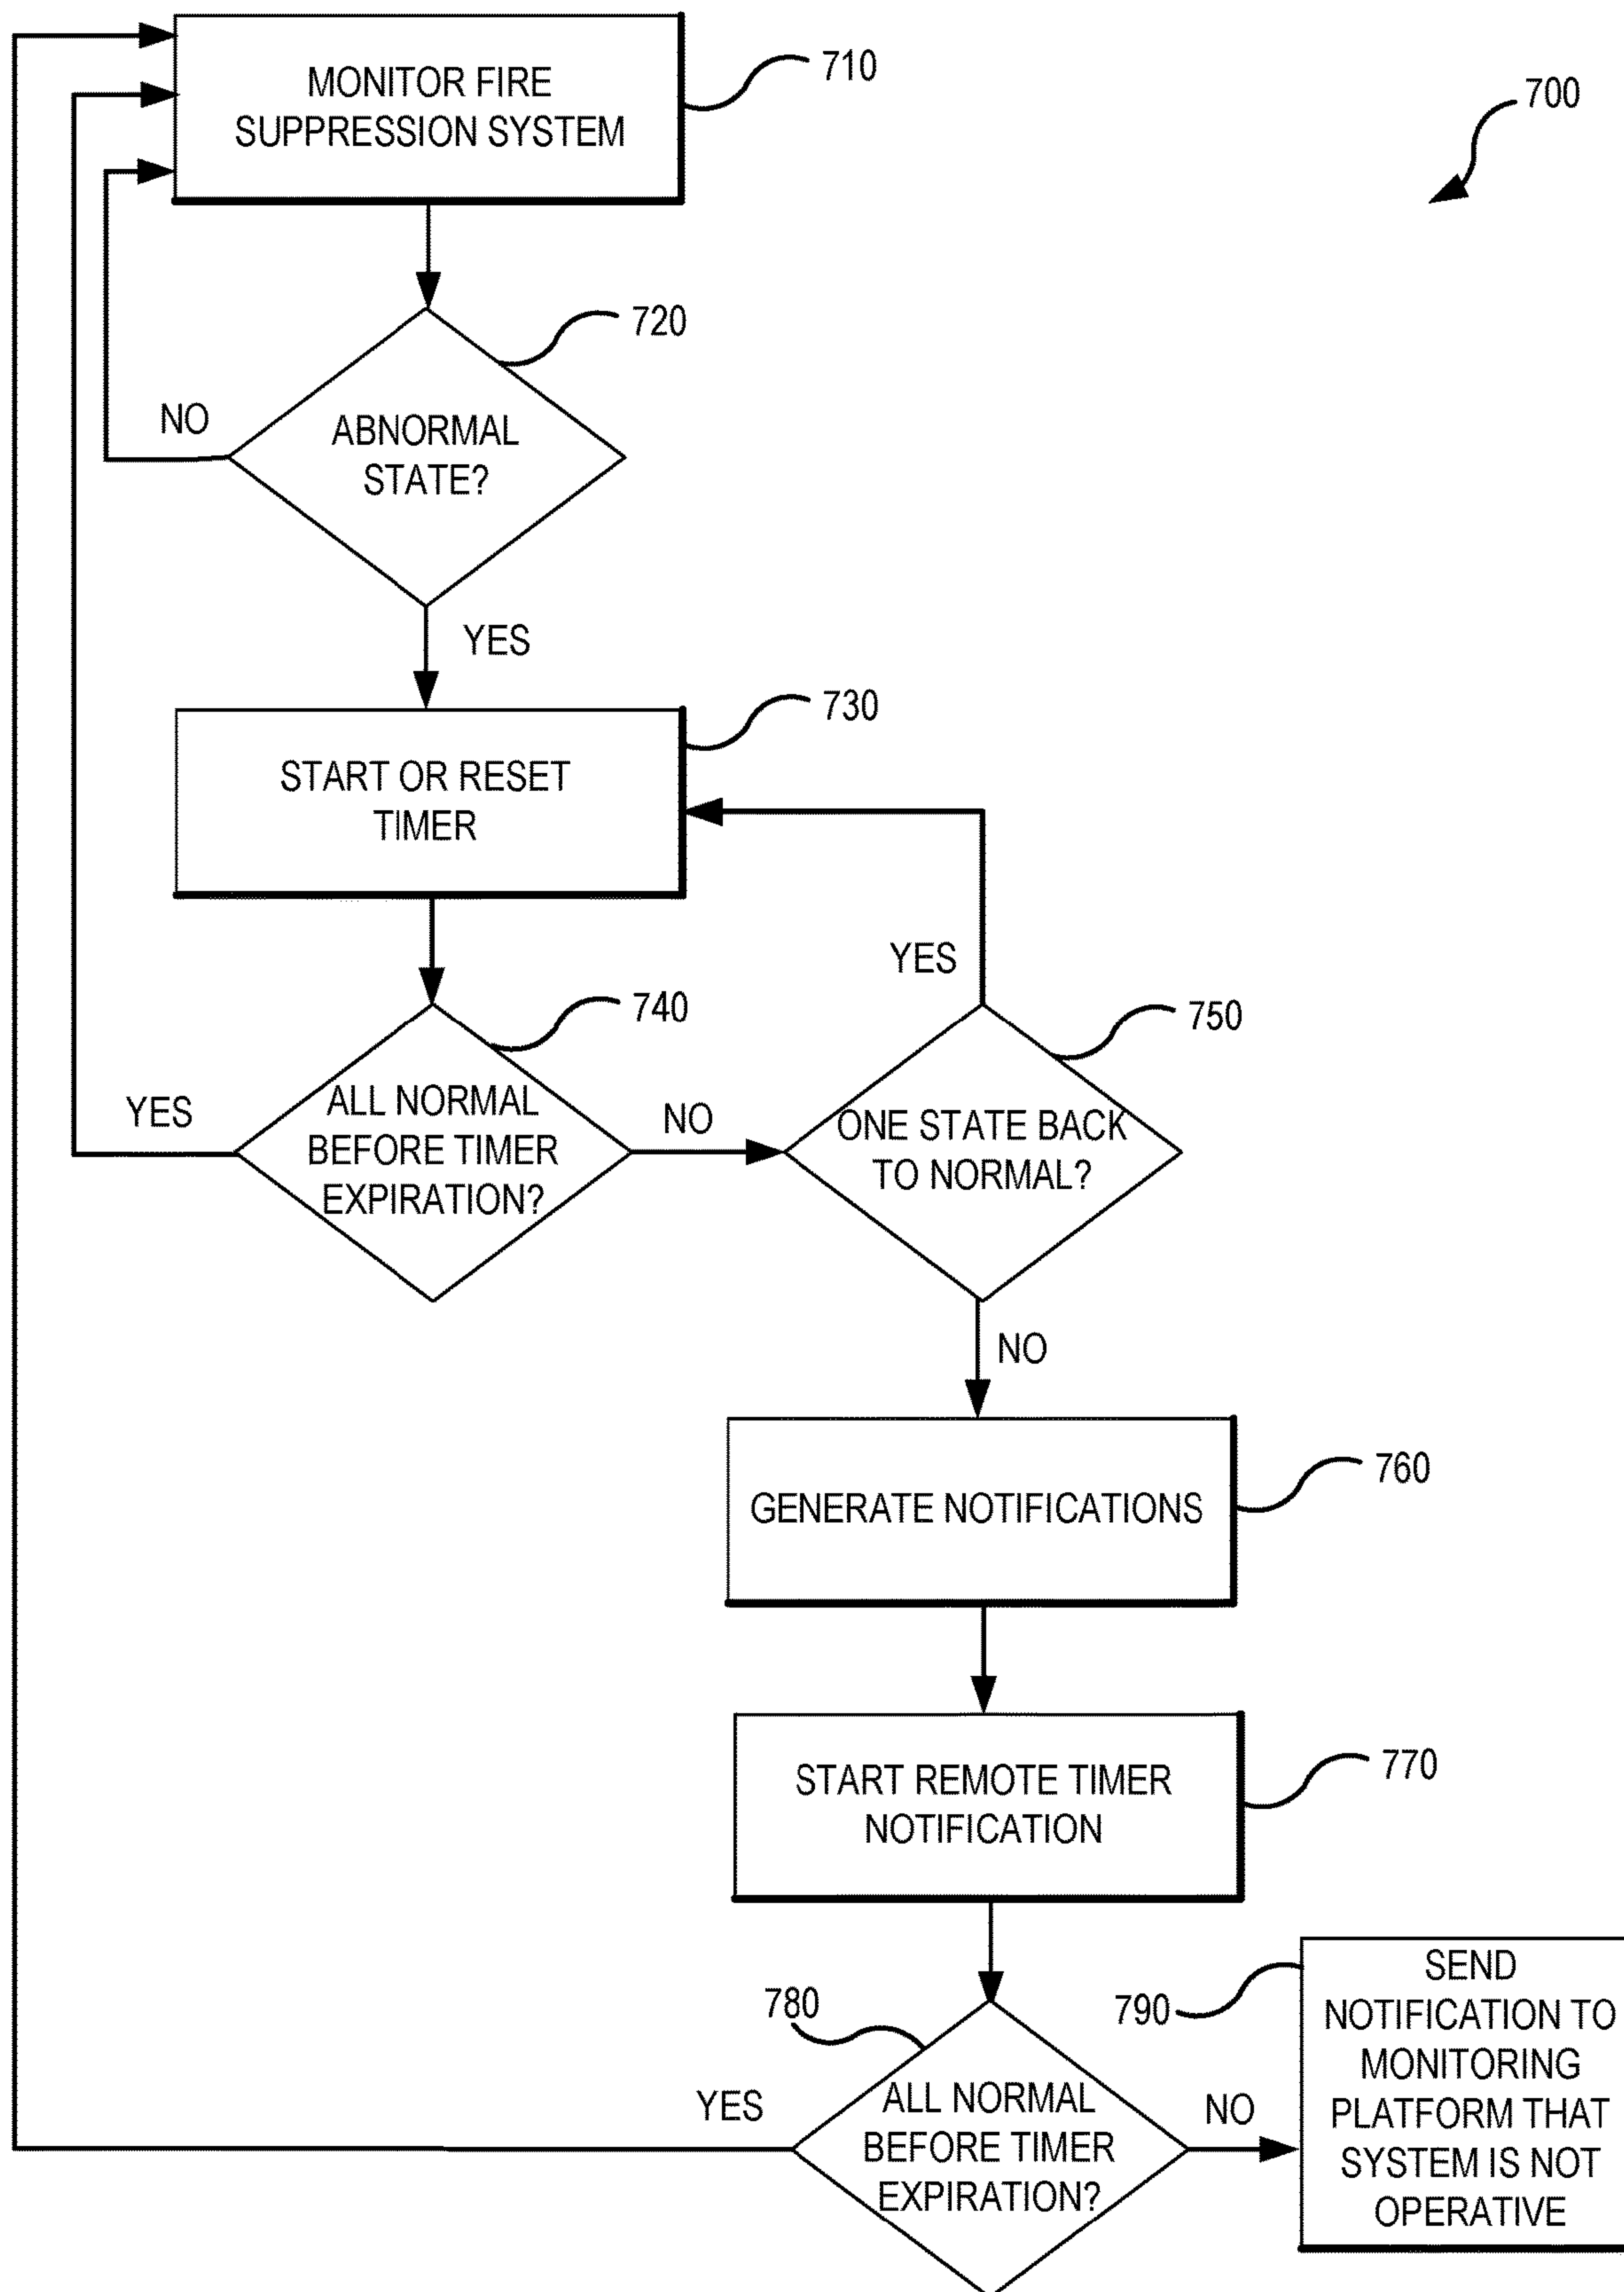 MONITOR FIRE
SUPPRESSION SYSTEM
710
700
720
ABNORMAL
STATE?
NO
YES
730
START OR RESET
TIMER
YES
740
750
ALL NORMAL
BEFORE TIMER
EXPIRATION?
YES
NO
ONE STATE BACK
TO NORMAL?
NO
760
GENERATE NOTIFICATIONS
770
START REMOTE TIMER
NOTIFICATION
780
ALL NORMAL
BEFORE TIMER
EXPIRATION?
YES
NO
790
SEND
NOTIFICATION TO
MONITORING
PLATFORM THAT
SYSTEM IS NOT
OPERATIVE